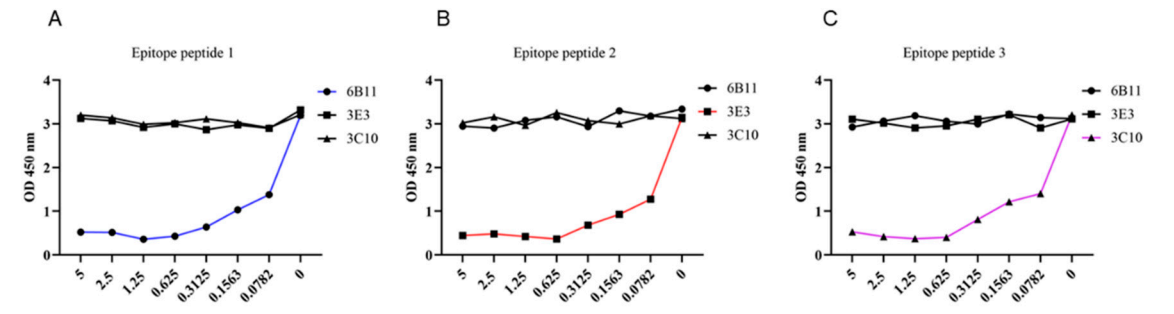 A
Epitope peptide 1
4
3
2
1
0
OD 450 nm
5
2.5
1.25
0.625
0.3125
0.1563
0.0782
0
6B11
3E3
3C10
B
Epitope peptide 2
4
3
2
1
0
OD 450 nm
5
2.5
1.25
0.625
0.3125
0.1563
0.0782
0
6B11
3E3
3C10
C
Epitope peptide 3
4
3
2
1
0
OD 450 nm
5
2.5
1.25
0.625
0.3125
0.1563
0.0782
0
6B11
3E3
3C10